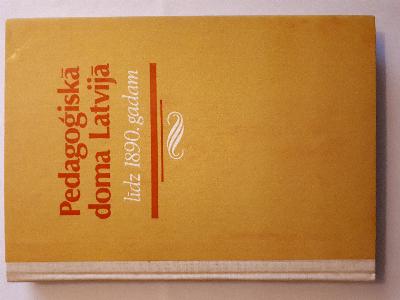 Pedagoģiskā
doma Latvijā
līdz 1890. gadam